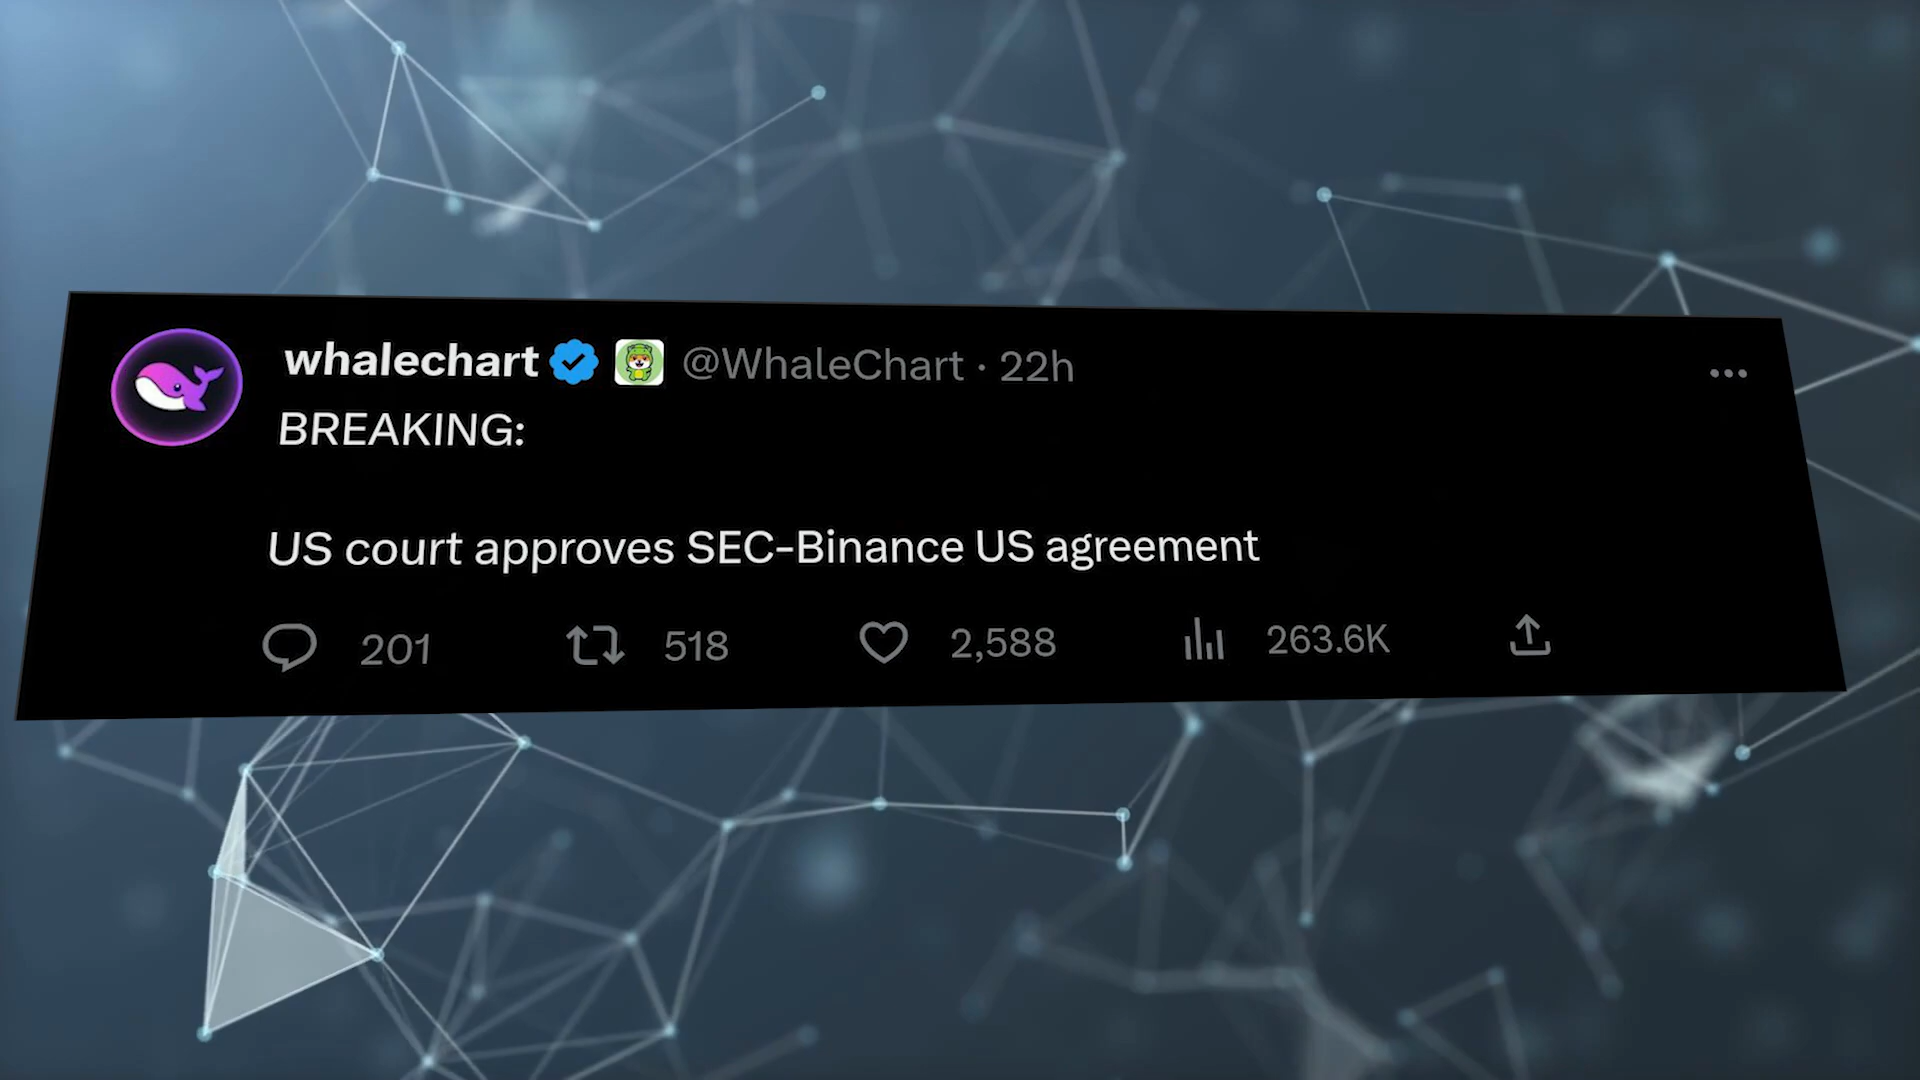 whalechart @WhaleChart · 22h
BREAKING:
US court approves SEC-Binance US agreement
201 518 2,588 263.6K